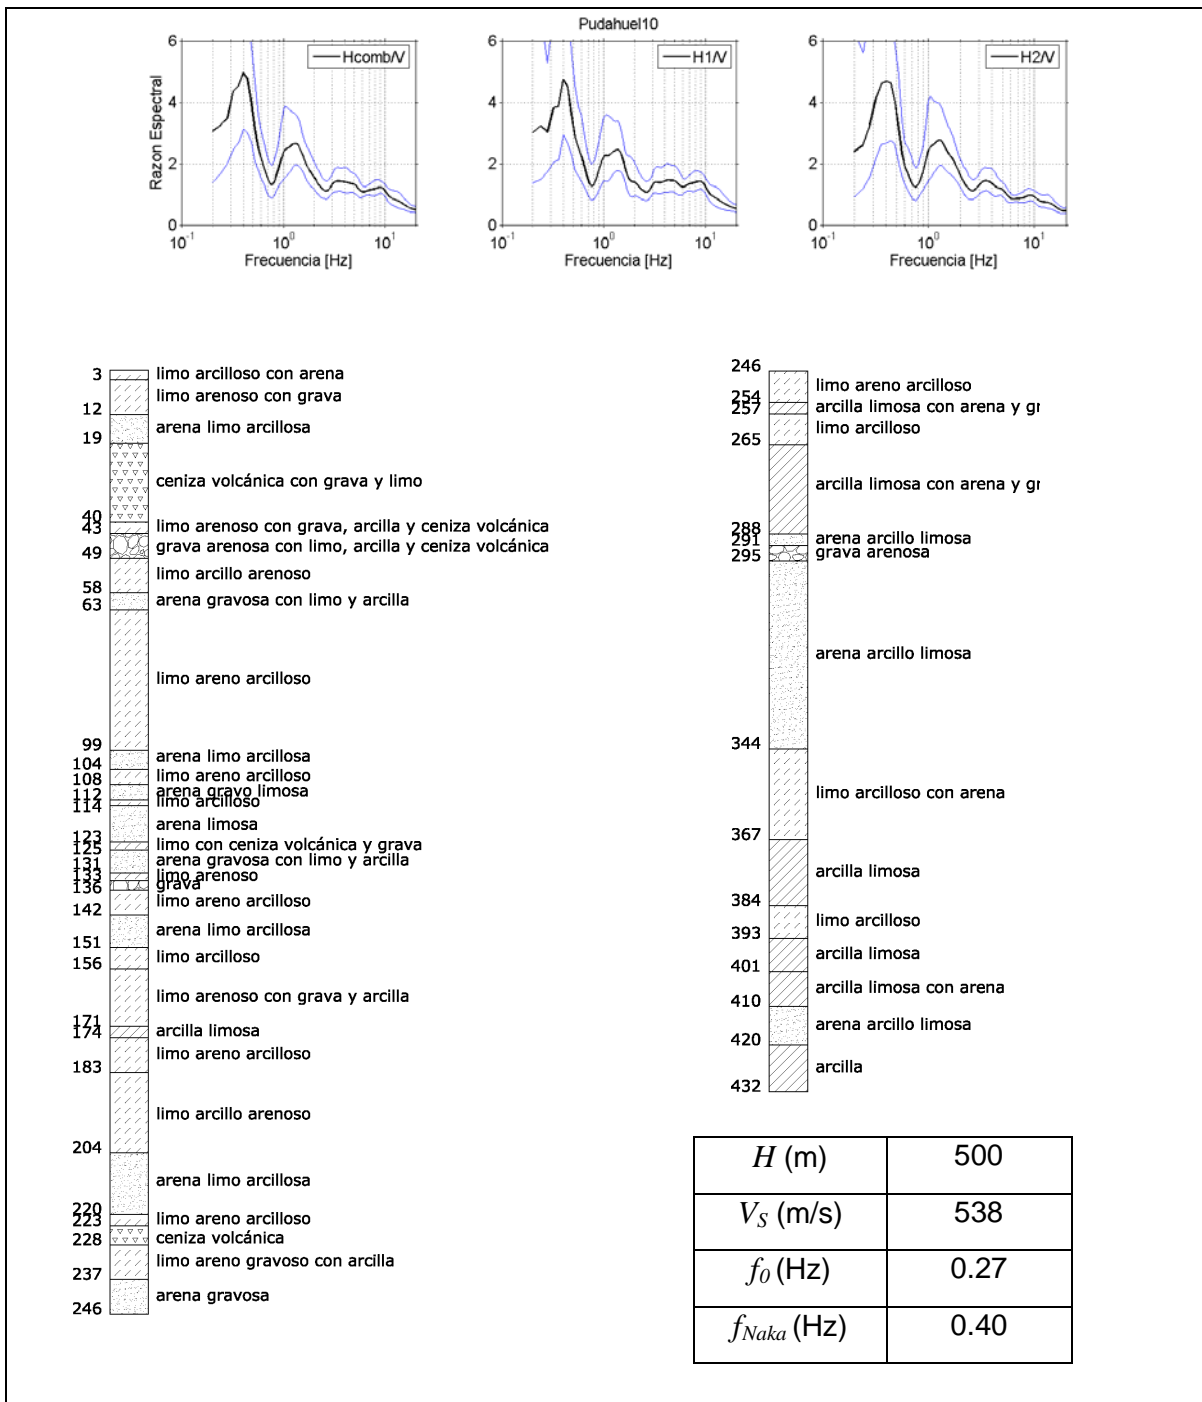 Pudahuel10
Hcomb/V
H1/V
H2/V
Razon Espectral
6
4
2
0
10-1
100
101
Frecuencia [Hz]
6
4
2
0
10-1
100
101
Frecuencia [Hz]
6
4
2
0
10-1
100
101
Frecuencia [Hz]
3 limo arcilloso con arena
limo arenoso con grava
12
arena limo arcillosa
19
ceniza volcánica con grava y limo
40
limo arenoso con grava, arcilla y ceniza volcánica
43
grava arenosa con limo, arcilla y ceniza volcánica
49
limo arcillo arenoso
58
arena gravosa con limo y arcilla
63
limo areno arcilloso
99
arena limo arcillosa
104
limo areno arcilloso
108
arena gravo limosa
112
limo arcilloso
114
arena limosa
123
limo con ceniza volcánica y grava
125
arena gravosa con limo y arcilla
131
limo arenoso
133
grava
136
limo areno arcilloso
142
arena limo arcillosa
151
limo arcilloso
156
limo arenoso con grava y arcilla
171
arcilla limosa
174
limo areno arcilloso
183
limo arcillo arenoso
204
arena limo arcillosa
220
limo areno arcilloso
223
ceniza volcánica
228
limo areno gravoso con arcilla
237
arena gravosa
246
246
limo areno arcilloso
254
arcilla limosa con arena y gr
257
limo arcilloso
265
arcilla limosa con arena y gr
288
arena arcillo limosa
291
grava arenosa
295
arena arcillo limosa
344
limo arcilloso con arena
367
arcilla limosa
384
limo arcilloso
393
arcilla limosa
401
arcilla limosa con arena
410
arena arcillo limosa
420
arcilla
432
H (m) 500
VS (m/s) 538
f0 (Hz) 0.27
fNaka (Hz) 0.40